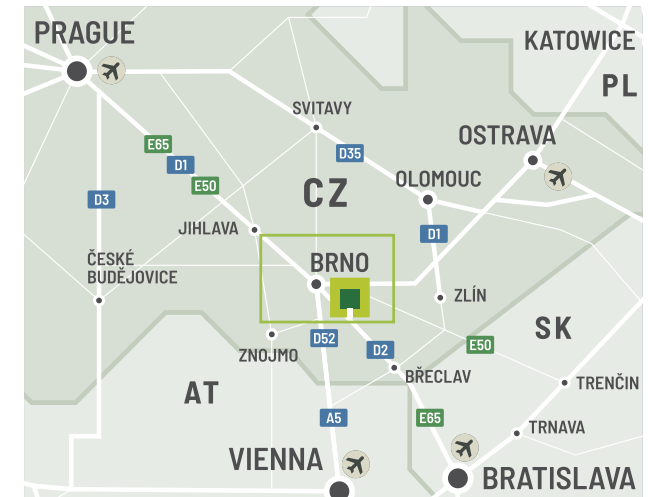 PRAGUE
KATOWICE
PL
SVITAVY
OSTRAVA
E65
D35
D1
OLOMOUC
E50
CZ
D3
JIHLAVA
D1
ČESKÉ
BUDĚJOVICE
BRNO
ZLÍN
SK
D52
E50
ZNOJMO
D2
BŘECLAV
TRENČIN
AT
A5
E65
TRNAVA
VIENNA
BRATISLAVA